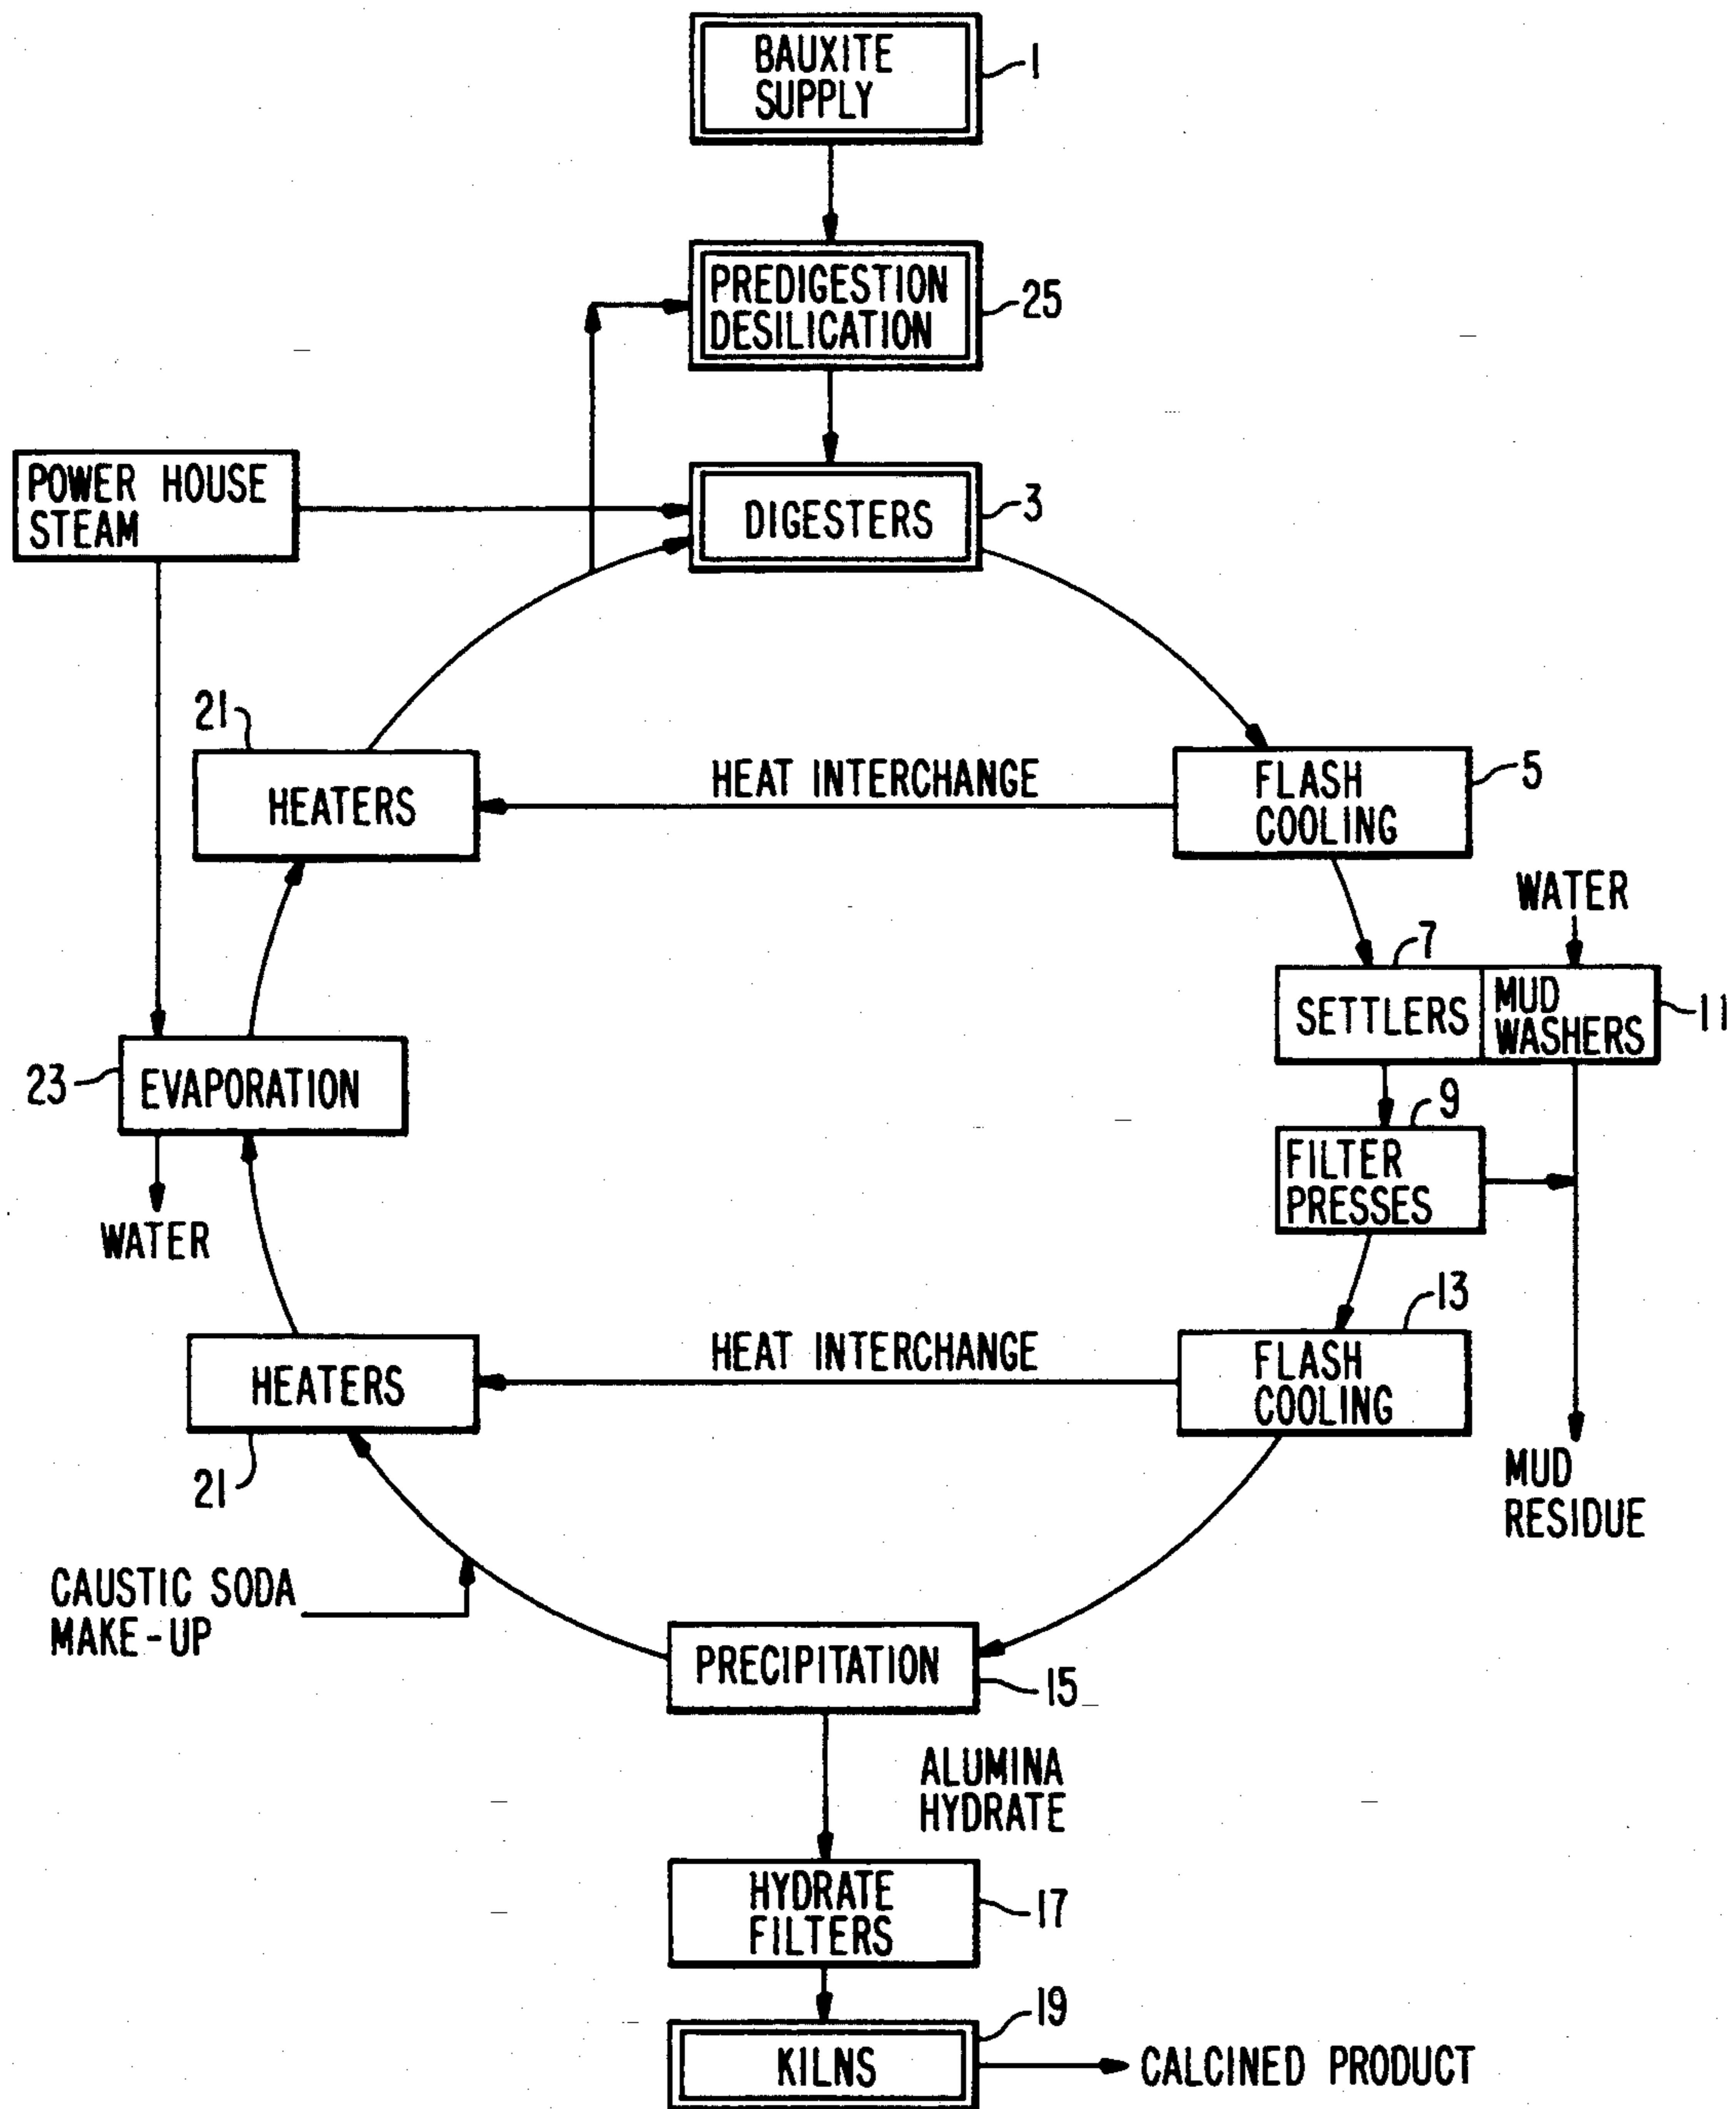 BAUXITE
SUPPLY
1
PREDIGESTION
DESILICATION
25
POWER HOUSE
STEAM
DIGESTERS
3
21
HEATERS
HEAT INTERCHANGE
FLASH
COOLING
5
WATER
7
SETTLERS
MUD
WASHERS
11
23
EVAPORATION
WATER
9
FILTER
PRESSES
13
HEATERS
21
HEAT INTERCHANGE
FLASH
COOLING
MUD
RESIDUE
CAUSTIC SODA
MAKE-UP
PRECIPITATION
15
ALUMINA
HYDRATE
HYDRATE
FILTERS
17
19
KILNS
CALCINED PRODUCT